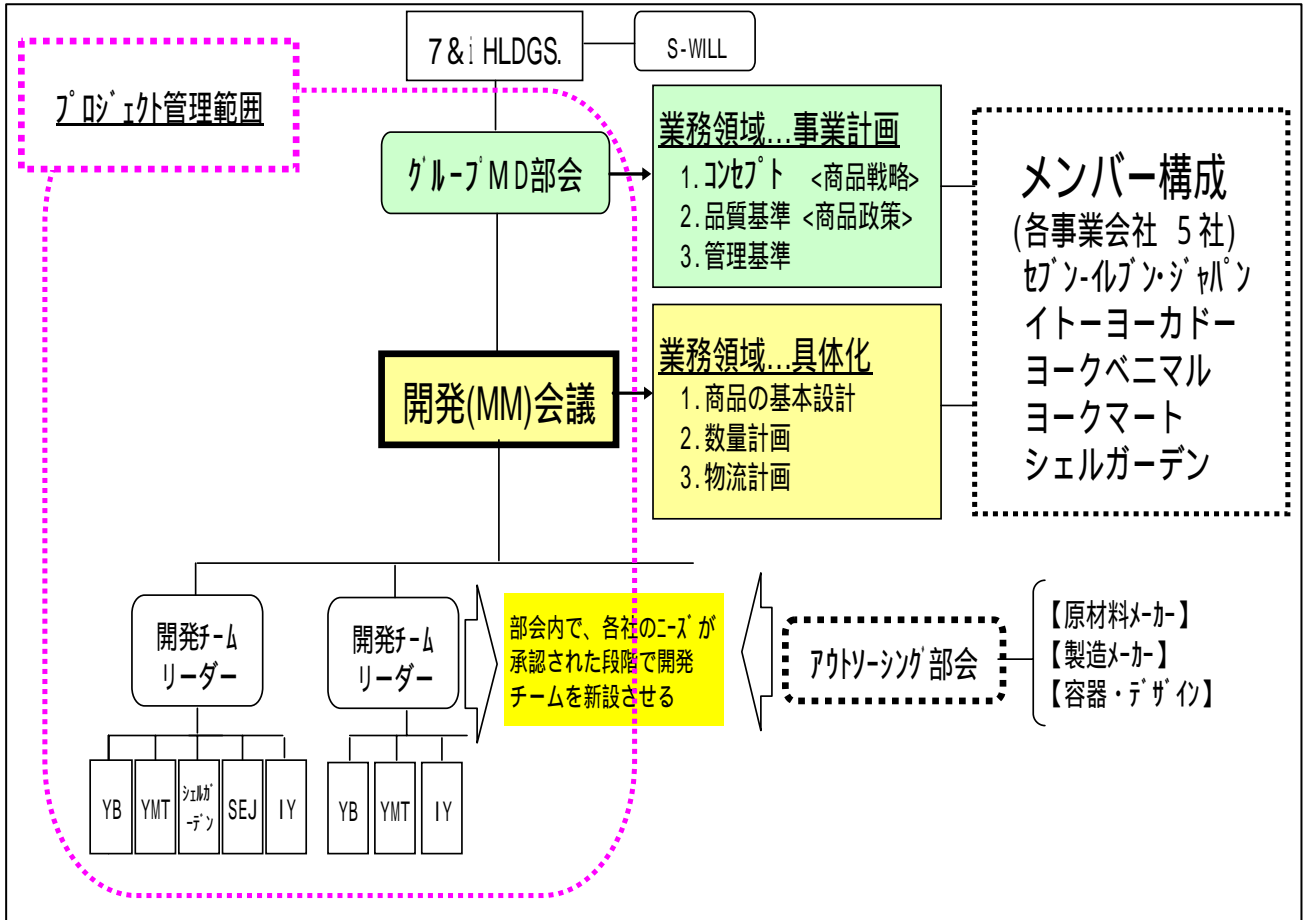 7&i HLDGS.
S-WILL
プロジェクト管理範囲
グループMD部会
業務領域...事業計画
1.コンセプト <商品戦略>
2.品質基準 <商品政策>
3.管理基準
メンバー構成
(各事業会社 5社)
セブン-イレブン・ジャパン
イトーヨーカドー
ヨークベニマル
ヨークマート
シェルガーデン
開発(MM)会議
業務領域...具体化
1.商品の基本設計
2.数量計画
3.物流計画
開発チーム
リーダー
開発チーム
リーダー
部会内で、各社のニーズが
承認された段階で開発
チームを新設させる
アウトソーシング部会
【原材料メーカー】
【製造メーカー】
【容器・デザイン】
YB
YMT
シェルガ
ーデン
SEJ
IY
YB
YMT
IY